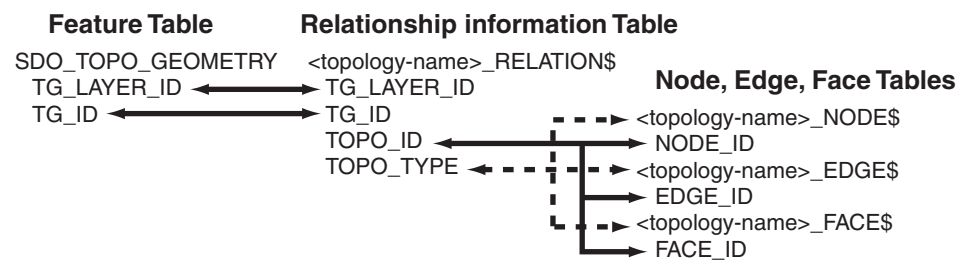 Feature Table
SDO_TOPO_GEOMETRY
TG_LAYER_ID
TG_ID
Relationship information Table
<topology-name>_RELATION$
TG_LAYER_ID
TG_ID
TOPO_ID
TOPO_TYPE
Node, Edge, Face Tables
<topology-name>_NODE$
NODE_ID
<topology-name>_EDGE$
EDGE_ID
<topology-name>_FACE$
FACE_ID